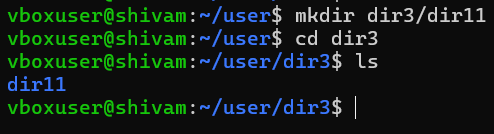 vboxuser@shivam:~/user$ mkdir dir3/dir11
vboxuser@shivam:~/user$ cd dir3
vboxuser@shivam:~/user/dir3$ ls
dir11
vboxuser@shivam:~/user/dir3$